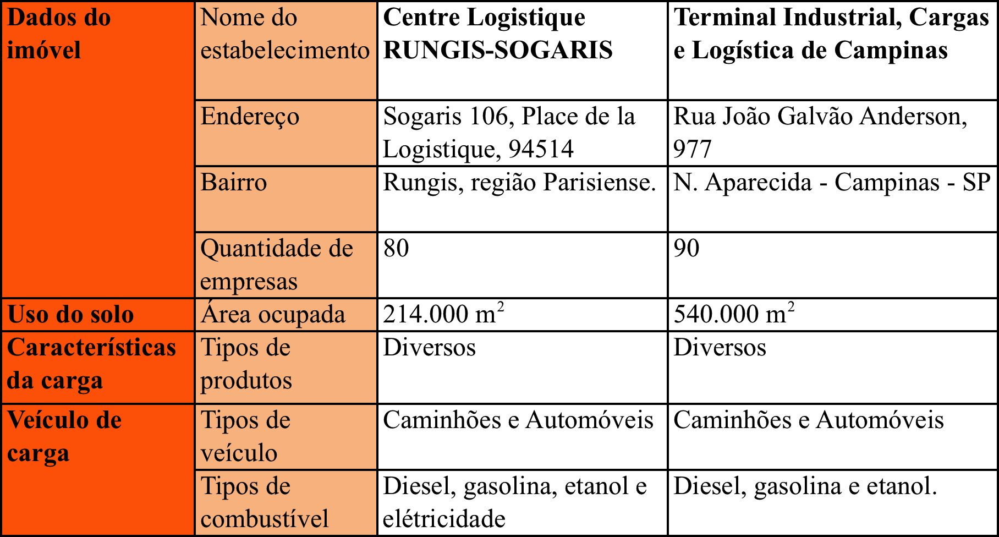 Dados do
imóvel
Nome do
estabelecimento
Centre Logistique
RUNGIS-SOGARIS
Terminal Industrial, Cargas
e Logística de Campinas
Endereço
Sogaris 106, Place de la
Logistique, 94514
Rua João Galvão Anderson,
977
Bairro
Rungis, região Parisiense.
N. Aparecida - Campinas - SP
Quantidade de
empresas
80
90
Uso do solo
Área ocupada
214.000 m²
540.000 m²
Características
da carga
Tipos de
produtos
Diversos
Diversos
Veículo de
carga
Tipos de
veículo
Caminhões e Automóveis
Caminhões e Automóveis
Tipos de
combustível
Diesel, gasolina, etanol e
elétricidade
Diesel, gasolina e etanol.